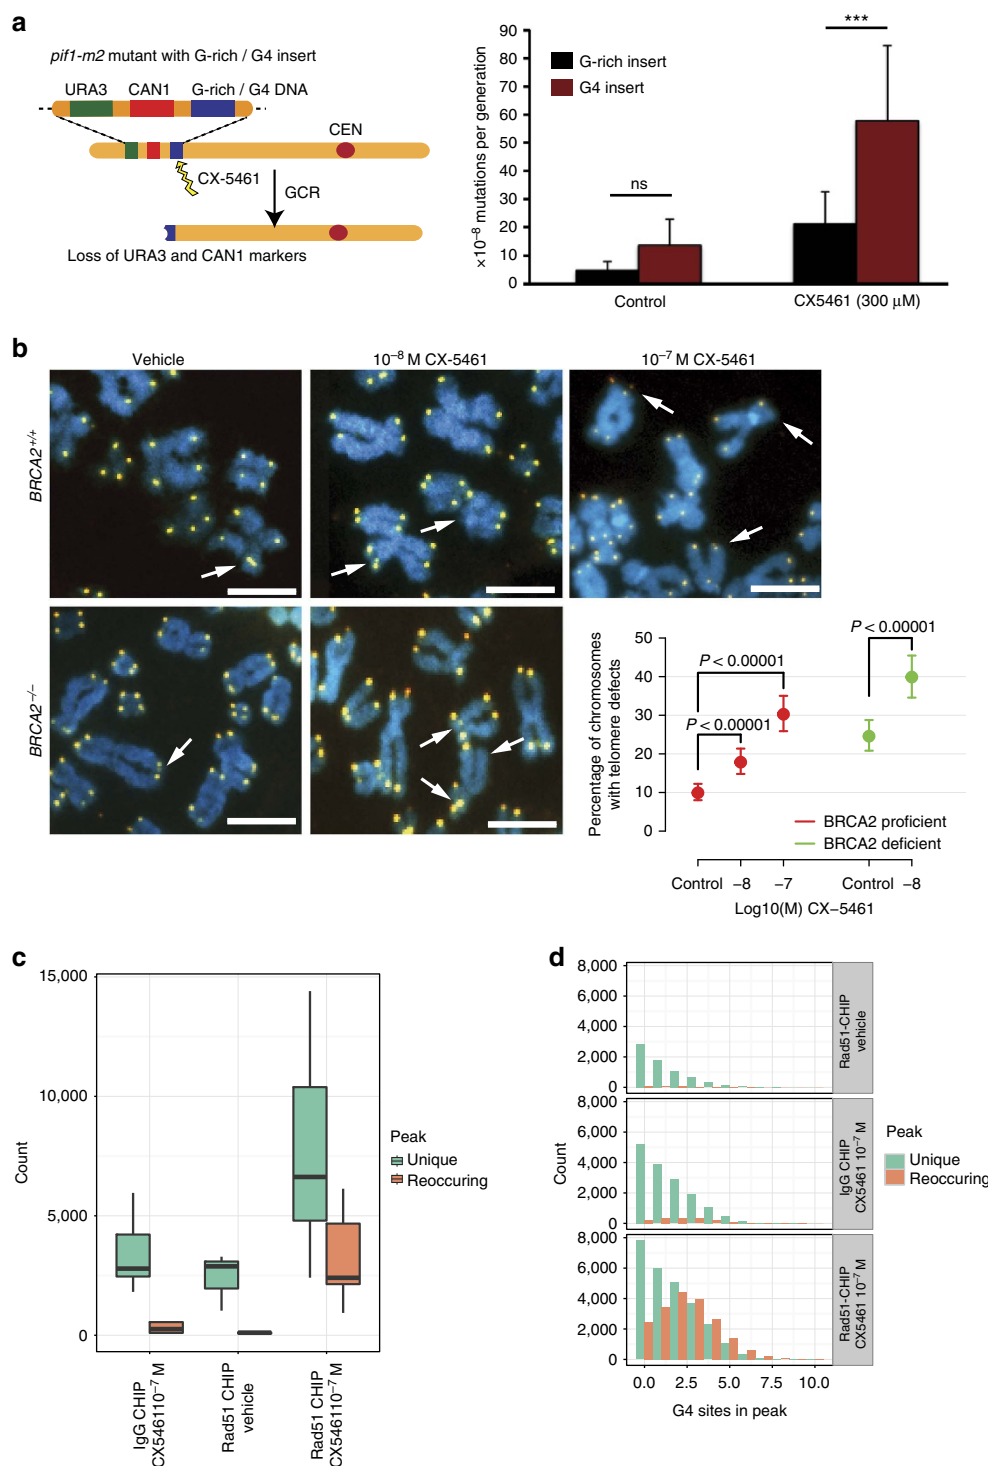 a
pif1-m2 mutant with G-rich / G4 insert
URA3 CAN1 G-rich / G4 DNA
CEN
CX-5461
GCR
Loss of URA3 and CAN1 markers
×10⁻⁸ mutations per generation
90
80
70
60
50
40
30
20
10
0
G-rich insert
G4 insert
ns
***
Control
CX5461 (300 μM)
b
Vehicle
10⁻⁸ M CX-5461
10⁻⁷ M CX-5461
BRCA2⁺/⁺
BRCA2⁻/⁻
Percentage of chromosomes
with telomere defects
50
40
30
20
10
0
P < 0.00001
P < 0.00001
P < 0.00001
BRCA2 proficient
BRCA2 deficient
Control −8 −7 Control −8
Log10(M) CX−5461
c
Count
15,000
10,000
5,000
0
Peak
Unique
Reoccuring
IgG CHIP
CX546110⁻⁷ M
Rad51 CHIP
vehicle
Rad51 CHIP
CX546110⁻⁷ M
d
Count
8,000
6,000
4,000
2,000
0
Rad51-CHIP
vehicle
8,000
6,000
4,000
2,000
0
IgG CHIP
CX5461 10⁻⁷ M
8,000
6,000
4,000
2,000
0
Rad51-CHIP
CX5461 10⁻⁷ M
0.0 2.5 5.0 7.5 10.0
G4 sites in peak
Peak
Unique
Reoccuring